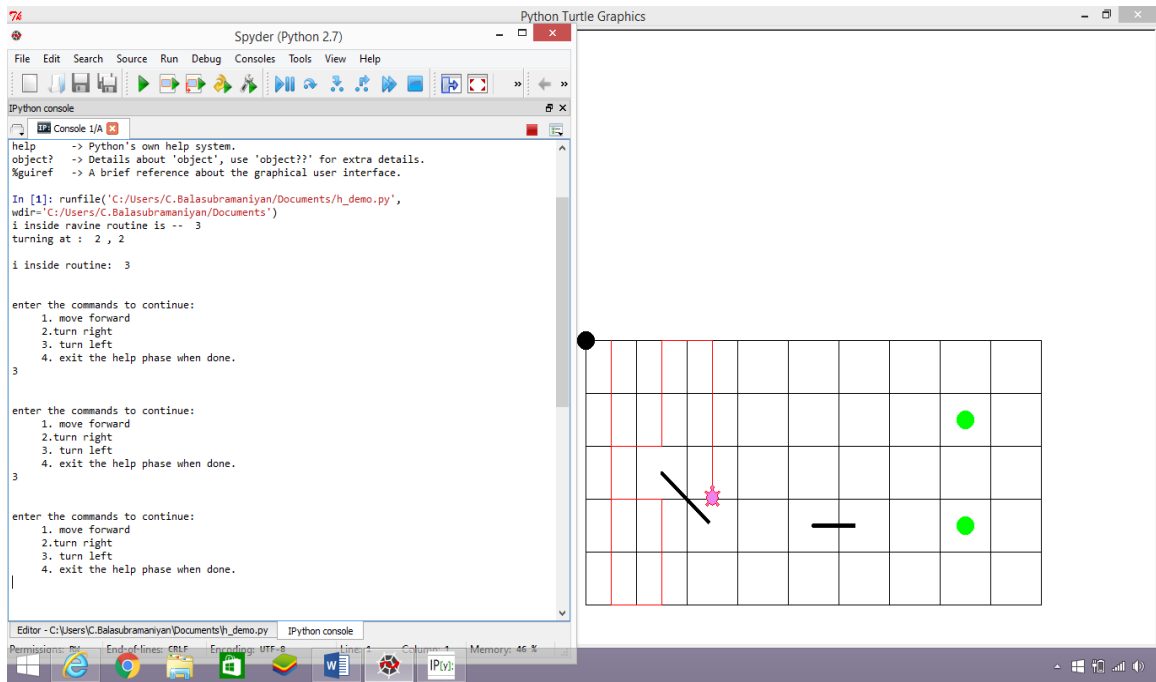 Python Turtle Graphics
Spyder (Python 2.7)
File Edit Search Source Run Debug Consoles Tools View Help
IPython console
IP: Console 1/A
help -> Python's own help system.
object? -> Details about 'object', use 'object??' for extra details.
%guiref -> A brief reference about the graphical user interface.
In [1]: runfile('C:/Users/C.Balasubramaniyan/Documents/h_demo.py',
wdir='C:/Users/C.Balasubramaniyan/Documents')
i inside ravine routine is -- 3
turning at : 2 , 2
i inside routine: 3
enter the commands to continue:
1. move forward
2.turn right
3. turn left
4. exit the help phase when done.
3
enter the commands to continue:
1. move forward
2.turn right
3. turn left
4. exit the help phase when done.
3
enter the commands to continue:
1. move forward
2.turn right
3. turn left
4. exit the help phase when done.
Editor - C:\Users\C.Balasubramaniyan\Documents\h_demo.py IPython console
Permissions: RW End-of-lines: CRLF Encoding: UTF-8 Line: Column: Memory: 46 %
IP[y]: